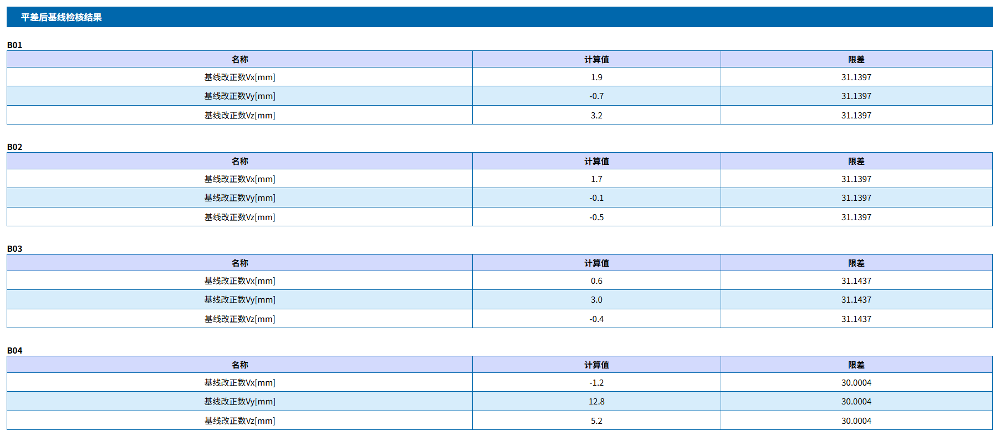 平差后基线检核结果
B01
名称 计算值 限差
基线改正数Vx[mm] 1.9 31.1397
基线改正数Vy[mm] -0.7 31.1397
基线改正数Vz[mm] 3.2 31.1397
B02
名称 计算值 限差
基线改正数Vx[mm] 1.7 31.1397
基线改正数Vy[mm] -0.1 31.1397
基线改正数Vz[mm] -0.5 31.1397
B03
名称 计算值 限差
基线改正数Vx[mm] 0.6 31.1437
基线改正数Vy[mm] 3.0 31.1437
基线改正数Vz[mm] -0.4 31.1437
B04
名称 计算值 限差
基线改正数Vx[mm] -1.2 30.0004
基线改正数Vy[mm] 12.8 30.0004
基线改正数Vz[mm] 5.2 30.0004